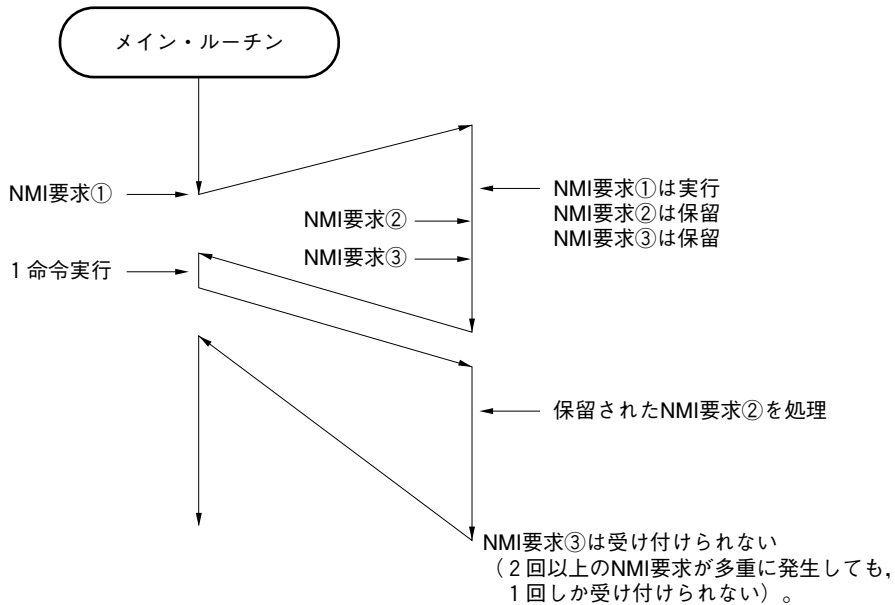 メイン・ルーチン
NMI要求①
NMI要求①は実行
NMI要求②は保留
NMI要求③は保留
NMI要求②
NMI要求③
1命令実行
保留されたNMI要求②を処理
NMI要求③は受け付けられない
（2回以上のNMI要求が多重に発生しても，
1回しか受け付けられない）。